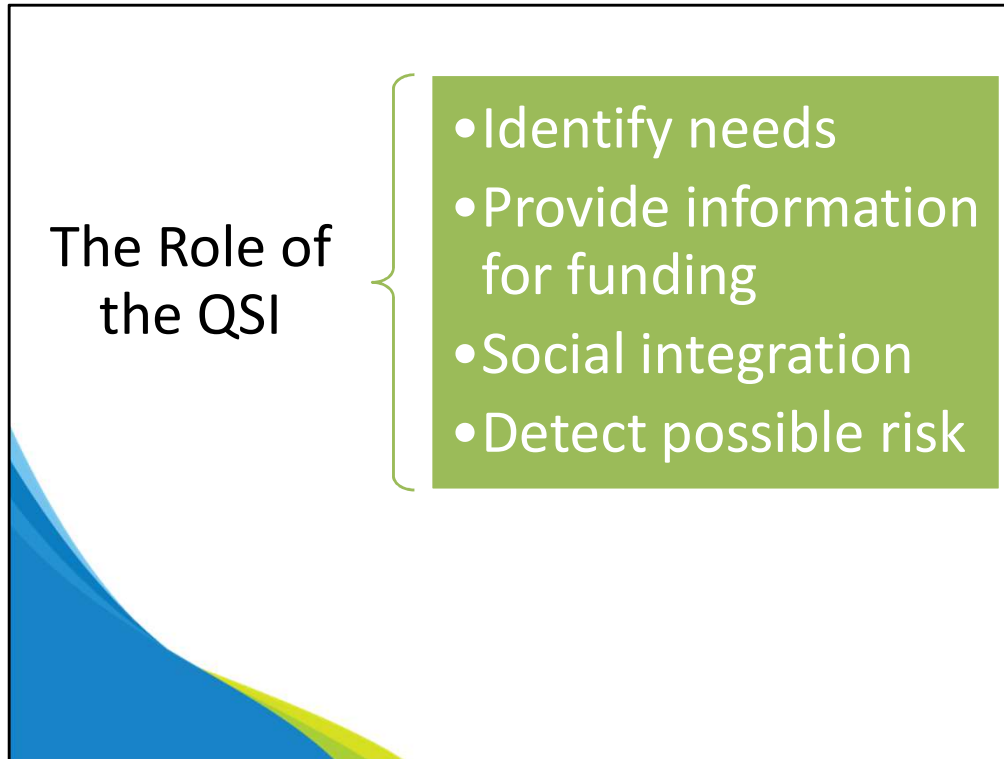 The Role of
the QSI
•Identify needs
•Provide information
for funding
•Social integration
•Detect possible risk